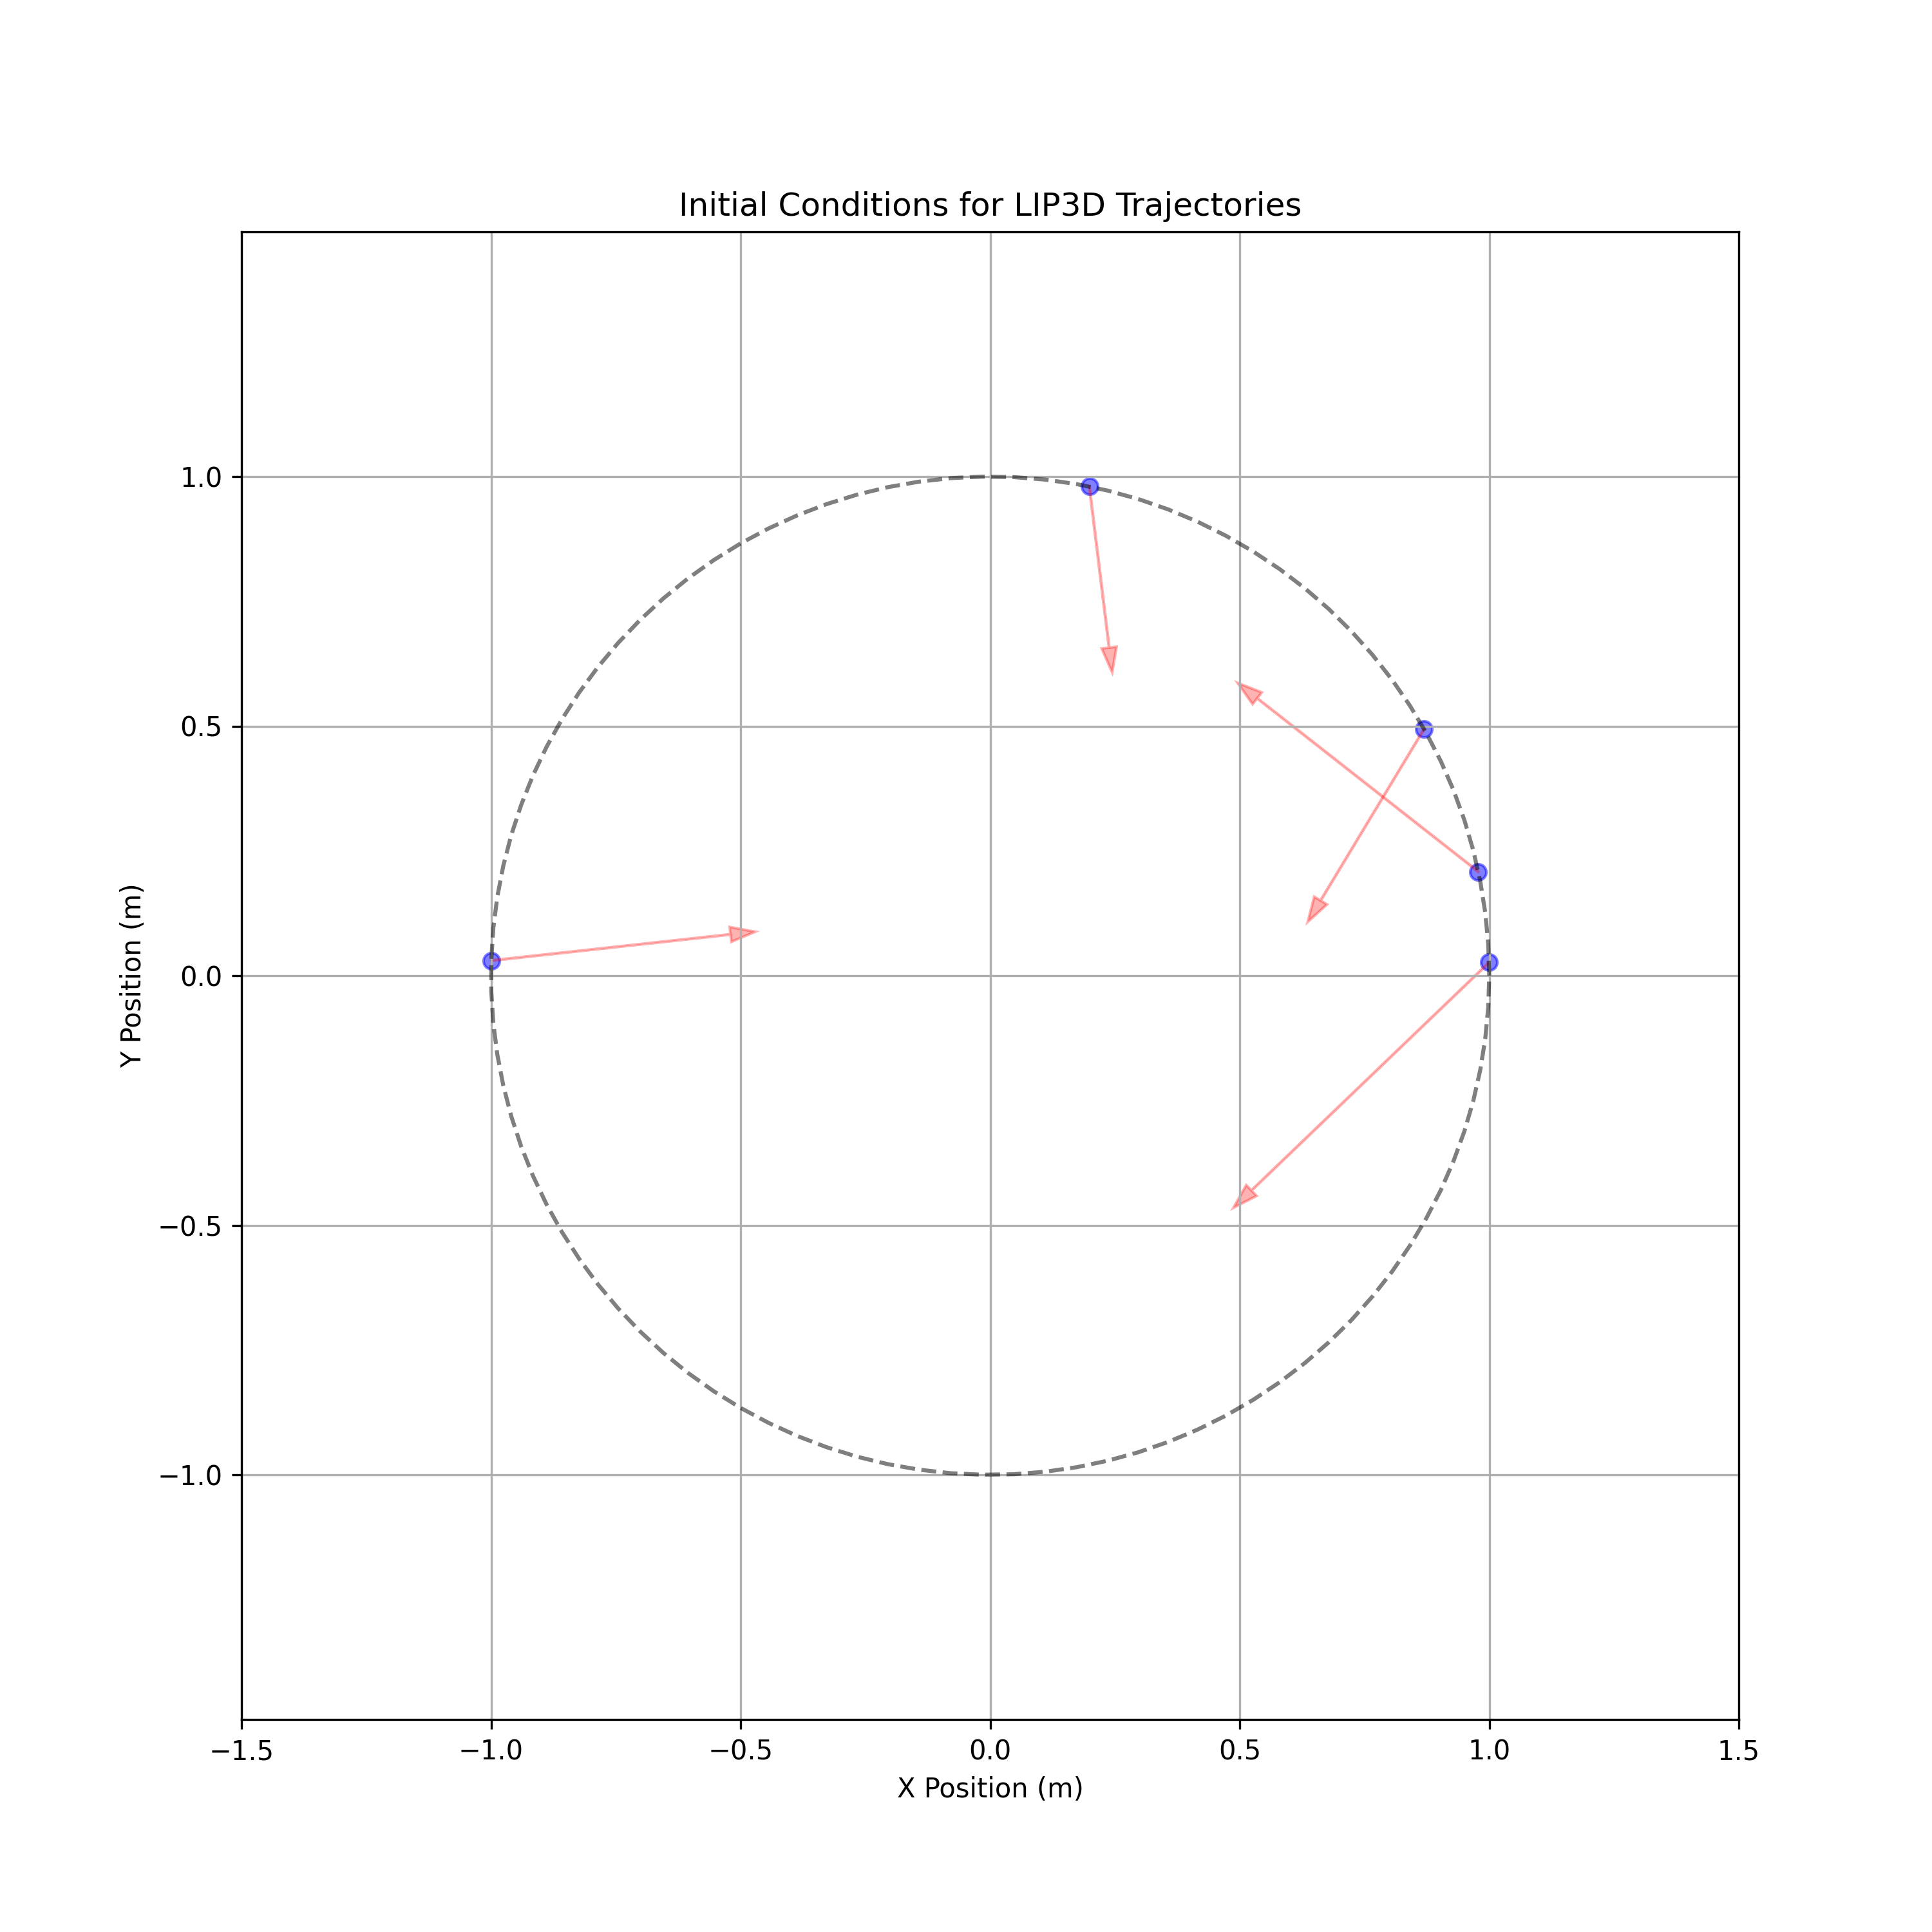 Initial Conditions for LIP3D Trajectories
1.0
0.5
0.0
−0.5
−1.0
Y Position (m)
−1.5 −1.0 −0.5 0.0 0.5 1.0 1.5
X Position (m)